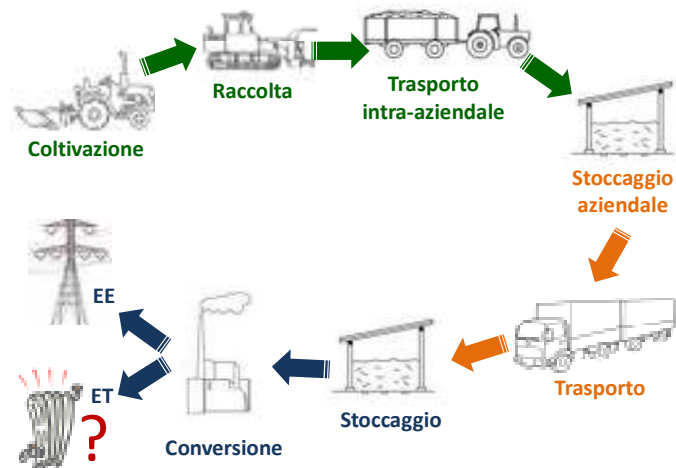 Coltivazione
Raccolta
Trasporto
intra-aziendale
Stoccaggio
aziendale
Trasporto
Stoccaggio
Conversione
EE
ET
?